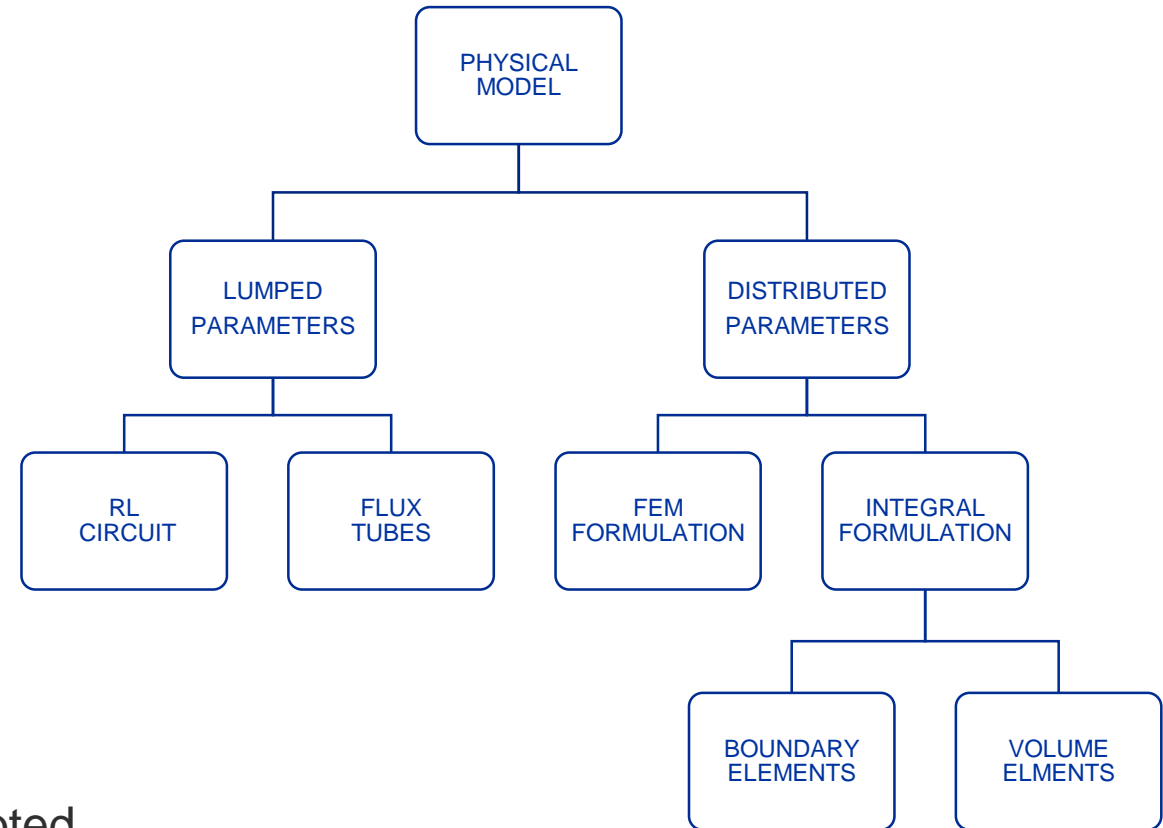 PHYSICAL
MODEL
LUMPED
PARAMETERS
DISTRIBUTED
PARAMETERS
RL
CIRCUIT
FLUX
TUBES
FEM
FORMULATION
INTEGRAL
FORMULATION
BOUNDARY
ELEMENTS
VOLUME
ELMENTS